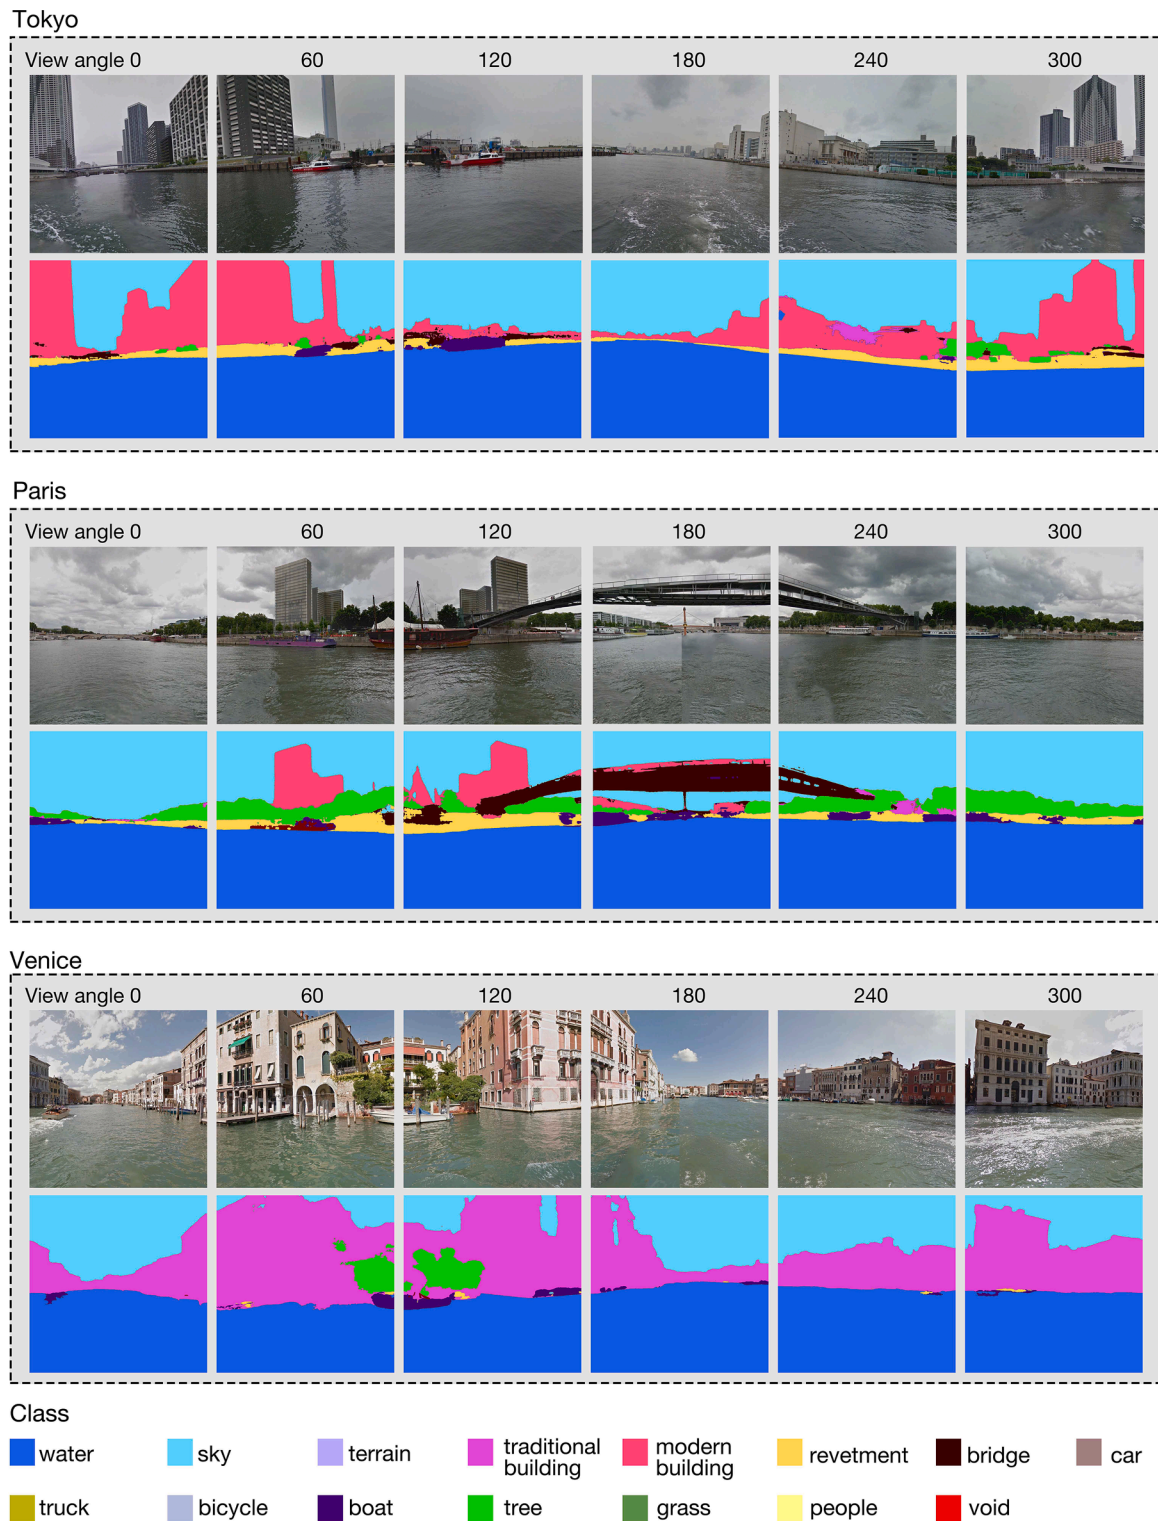 Tokyo
View angle 0 60 120 180 240 300
Paris
View angle 0 60 120 180 240 300
Venice
View angle 0 60 120 180 240 300
Class
water sky terrain traditional building modern building revetment bridge car
truck bicycle boat tree grass people void